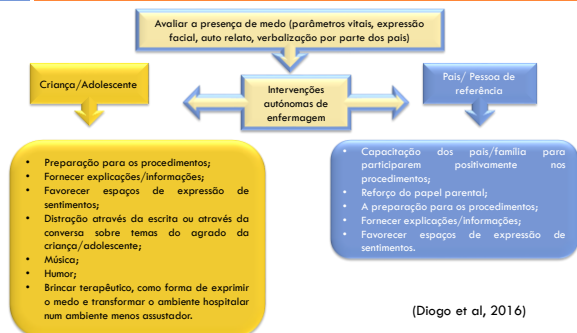 Avaliar a presença de medo (parâmetros vitais, expressão
facial, auto relato, verbalização por parte dos pais)
Criança/Adolescente
Intervenções
autónomas de
enfermagem
Pais/ Pessoa de
referência
• Preparação para os procedimentos;
• Fornecer explicações/informações;
• Favorecer espaços de expressão de
sentimentos;
• Distração através da escrita ou através da
conversa sobre temas do agrado da
criança/adolescente;
• Música;
• Humor;
• Brincar terapêutico, como forma de exprimir
o medo e transformar o ambiente hospitalar
num ambiente menos assustador.
• Capacitação dos pais/família para
participarem positivamente nos
procedimentos;
• Reforço do papel parental;
• A preparação para os procedimentos;
• Fornecer explicações/informações;
• Favorecer espaços de expressão de
sentimentos.
(Diogo et al, 2016)